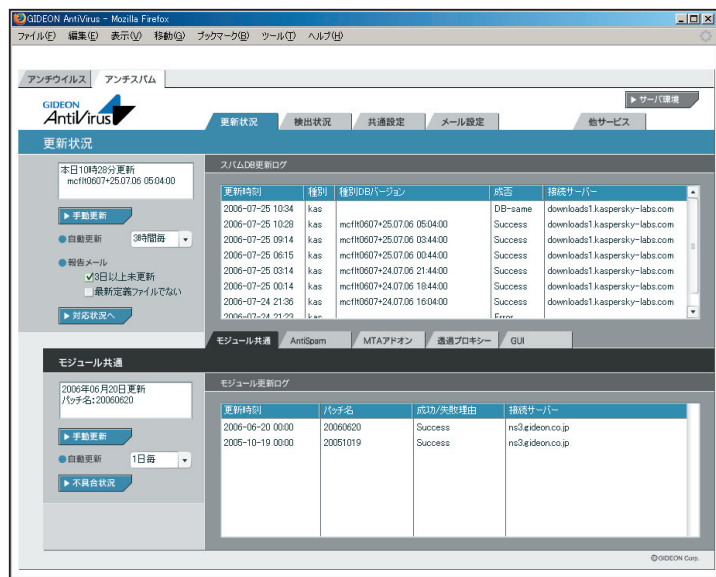 GIDEON AntiVirus - Mozilla Firefox
ファイル(F) 編集(E) 表示(V) 移動(G) ブックマーク(B) ツール(T) ヘルプ(H)
アンチウイルス アンチスパム
GIDEON
AntiVirus
サーバ環境
更新状況 検出状況 共通設定 メール設定 他サービス
更新状況
本日10時28分更新
mcflt0607+25.07.06 05:04:00
手動更新
自動更新 3時間毎
報告メール
3日以上未更新
最新定義ファイルでない
対応状況へ
スパムDB更新ログ
更新時刻 種別 種別DBバージョン 成否 接続サーバー
2006-07-25 10:34 kas DB-same downloads1.kaspersky-labs.com
2006-07-25 10:28 kas mcflt0607+25.07.06 05:04:00 Success downloads1.kaspersky-labs.com
2006-07-25 09:14 kas mcflt0607+25.07.06 03:44:00 Success downloads1.kaspersky-labs.com
2006-07-25 06:15 kas mcflt0607+25.07.06 00:44:00 Success downloads1.kaspersky-labs.com
2006-07-25 03:14 kas mcflt0607+24.07.06 21:44:00 Success downloads1.kaspersky-labs.com
2006-07-25 00:14 kas mcflt0607+24.07.06 18:44:00 Success downloads1.kaspersky-labs.com
2006-07-24 21:36 kas mcflt0607+24.07.06 16:04:00 Success downloads1.kaspersky-labs.com
2006-07-24 21:23 kas Error
モジュール共通 AntiSpam MTAアドオン 透過プロキシー GUI
モジュール共通
2006年06月20日更新
パッチ名:20060620
手動更新
自動更新 1日毎
不具合状況
モジュール更新ログ
更新時刻 パッチ名 成功/失敗理由 接続サーバー
2006-06-20 00:00 20060620 Success ns3.gideon.co.jp
2005-10-19 00:00 20051019 Success ns3.gideon.co.jp
©GIDEON Corp.